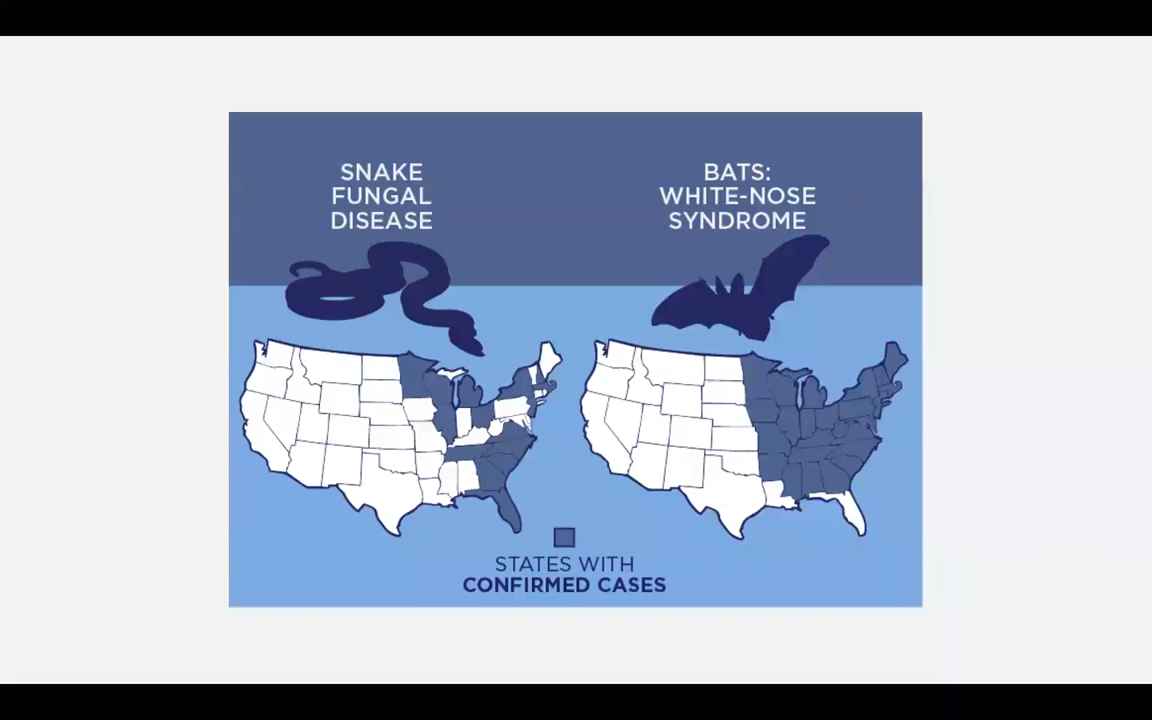 SNAKE
FUNGAL
DISEASE
BATS:
WHITE-NOSE
SYNDROME
STATES WITH
CONFIRMED CASES